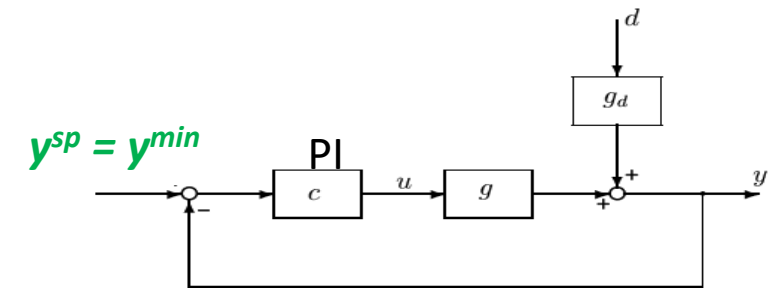 d
g_d
y^sp = y^min
PI
c
u
g
+
+
y
−